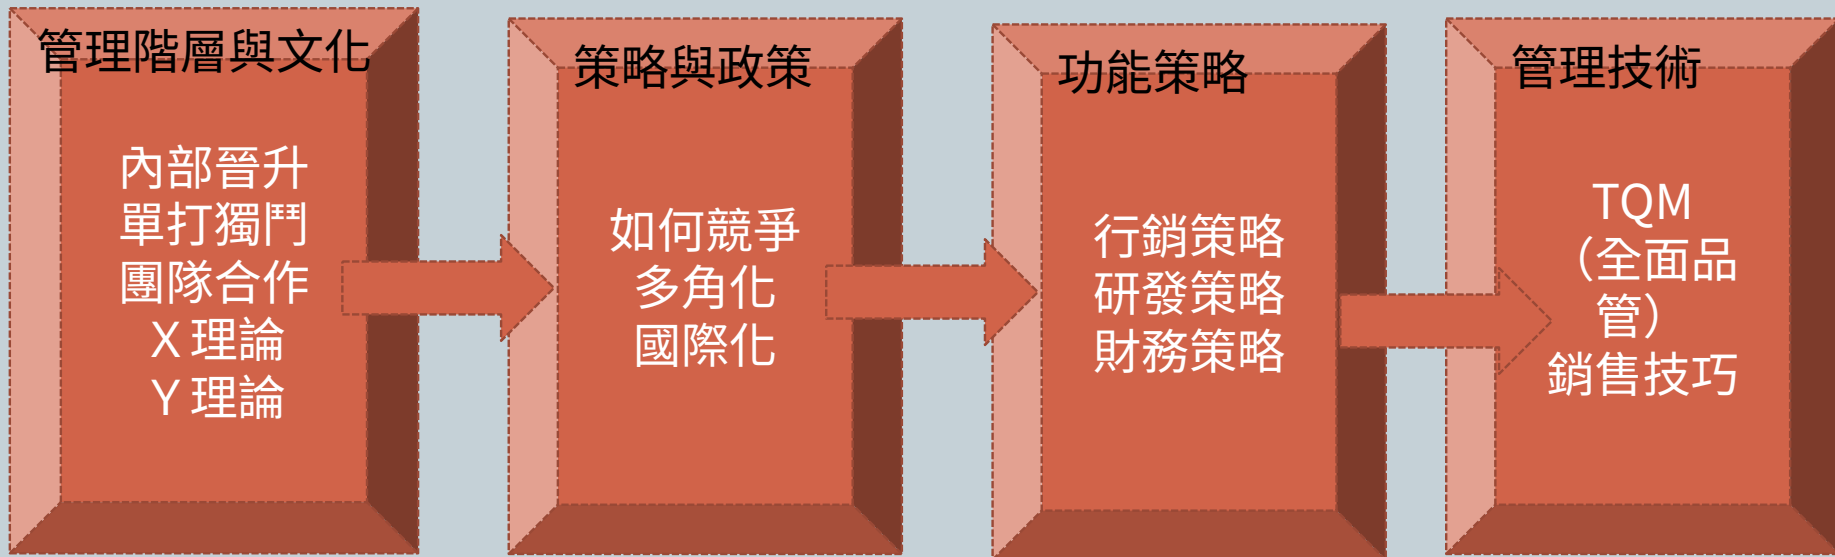 管理階層與文化
內部晉升
單打獨鬥
團隊合作
X 理論
Y 理論
策略與政策
如何競爭
多角化
國際化
功能策略
行銷策略
研發策略
財務策略
管理技術
TQM
（全面品
管）
銷售技巧